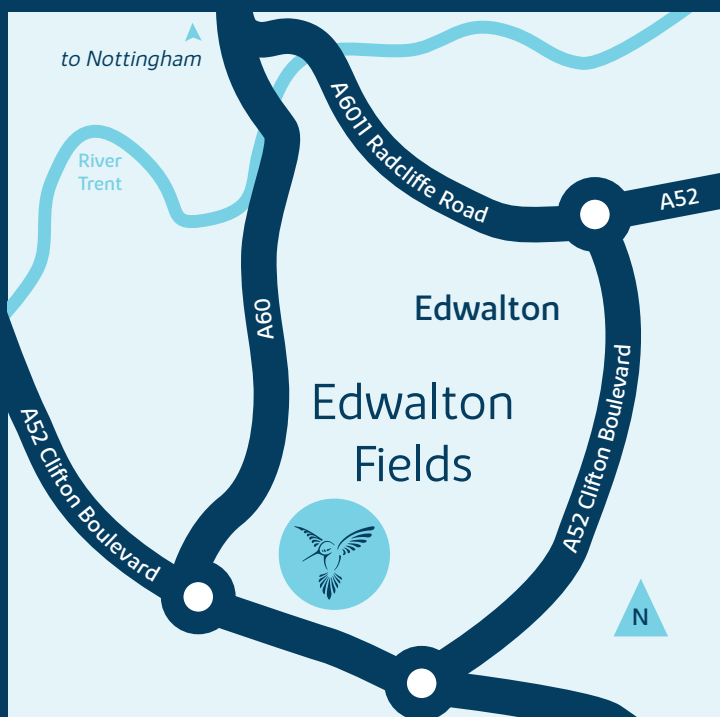 to Nottingham
River
Trent
A6011 Radcliffe Road
A52
A60
Edwalton
Edwalton
Fields
A52 Clifton Boulevard
A52 Clifton Boulevard
N